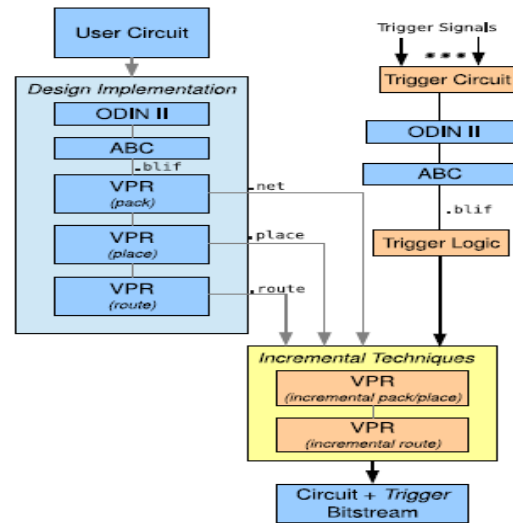 User Circuit
Design Implementation
ODIN II
ABC
.blif
VPR
(pack)
.net
VPR
(place)
.place
VPR
(route)
.route
Trigger Signals
Trigger Circuit
ODIN II
ABC
.blif
Trigger Logic
Incremental Techniques
VPR
(incremental pack/place)
VPR
(incremental route)
Circuit + Trigger
Bitstream